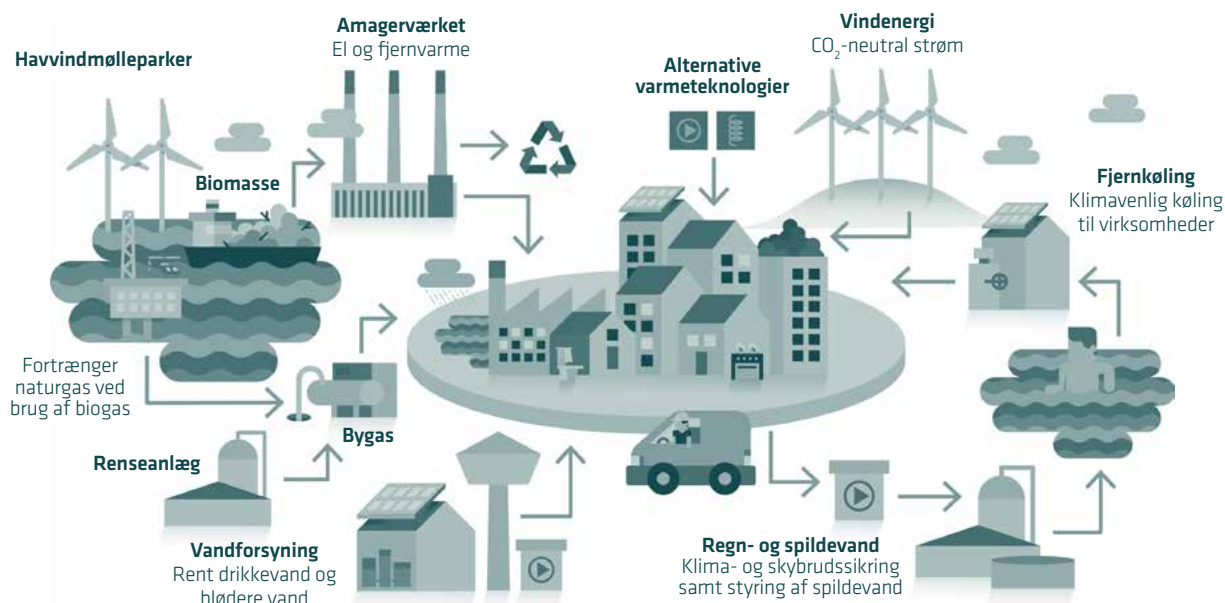 Havvindmølleparker
Amagerværket
El og fjernvarme
Alternative
varmeteknologier
Vindenergi
CO₂-neutral strøm
Biomasse
Fjernkøling
Klimavenlig køling
til virksomheder
Fortrænger
naturgas ved
brug af biogas
Bygas
Renseanlæg
Vandforsyning
Rent drikkevand og
blødere vand
Regn- og spildevand
Klima- og skybrudssikring
samt styring af spildevand